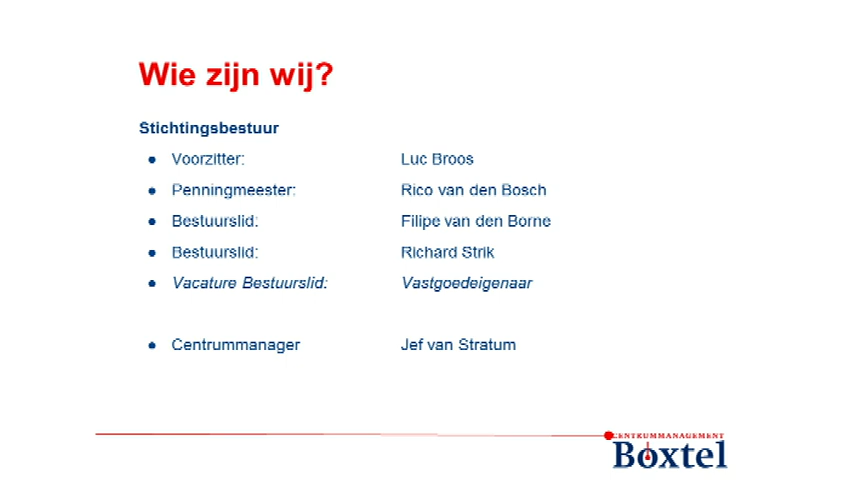 Wie zijn wij?
Stichtingsbestuur
● Voorzitter: Luc Broos
● Penningmeester: Rico van den Bosch
● Bestuurslid: Filipe van den Borne
● Bestuurslid: Richard Strik
● Vacature Bestuurslid: Vastgoedeigenaar
● Centrummanager Jef van Stratum
CENTRUMMANAGEMENT
Boxtel